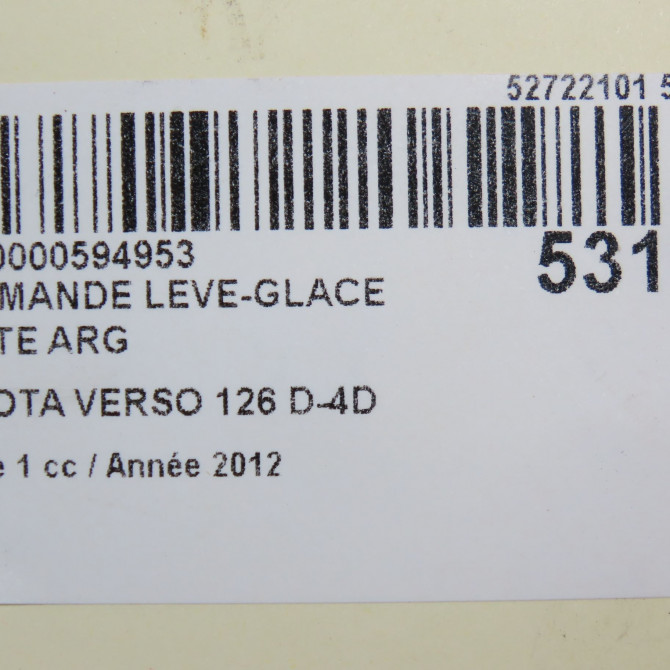 52722101 5
0000594953
531
MANDE LEVE-GLACE
TE ARG
OTA VERSO 126 D-4D
e 1 cc / Année 2012